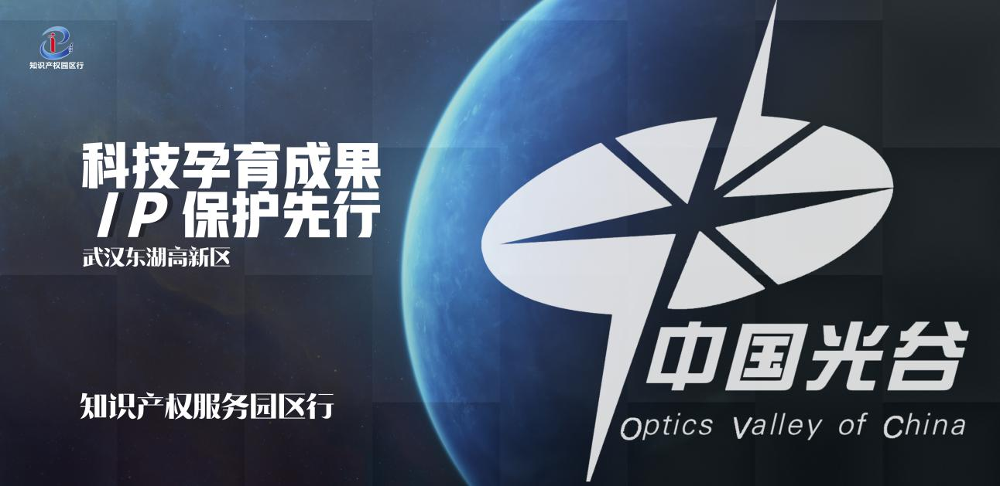 知识产权园区行
科技孕育成果
IP保护先行
武汉东湖高新区
知识产权服务园区行
中国光谷
Optics Valley of China